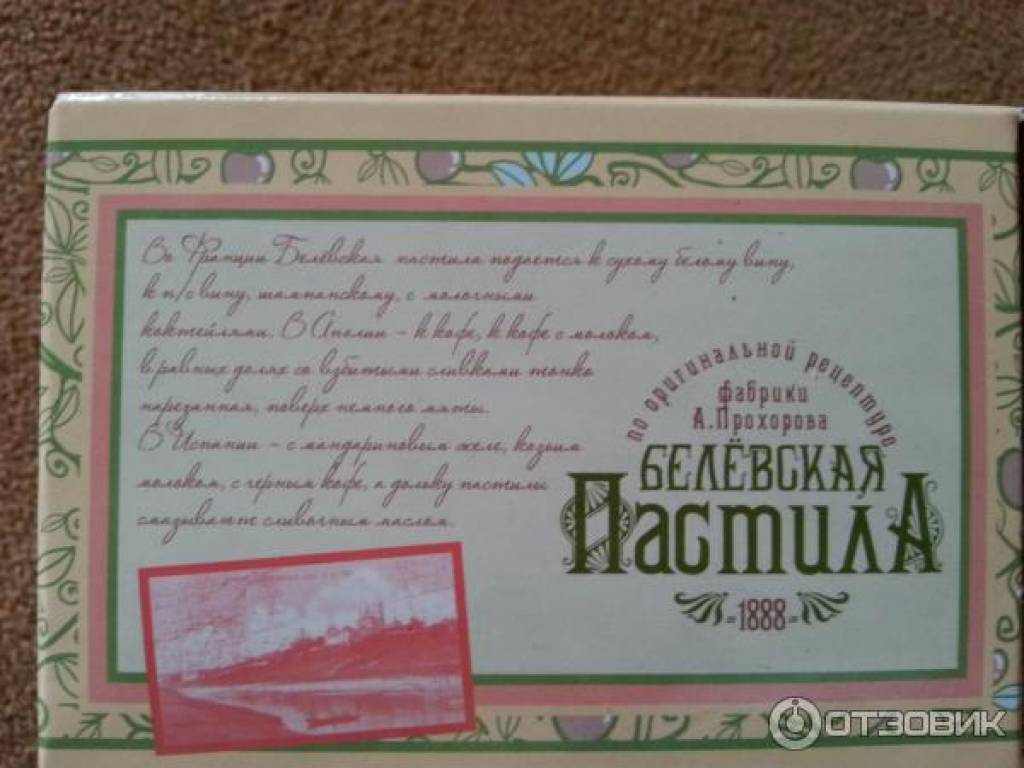 Во Франции Белёвская пастила подается к сухому белому вину,
к п/с вину, шампанскому, с молочными
коктейлями. В Англии - к кофе, к кофе с молоком,
в равных долях со взбитыми сливками тонко
нарезанная, поверх немного мяты.
В Испании - с мандариновым желе, козьим
молоком, с черным кофе, а дольку пастилы
смазывают сливочным маслом.
по оригинальной рецептуре
фабрики
А.Прохорова
БЕЛЁВСКАЯ
ПАСТИЛА
=1888=
ОТЗОВИК